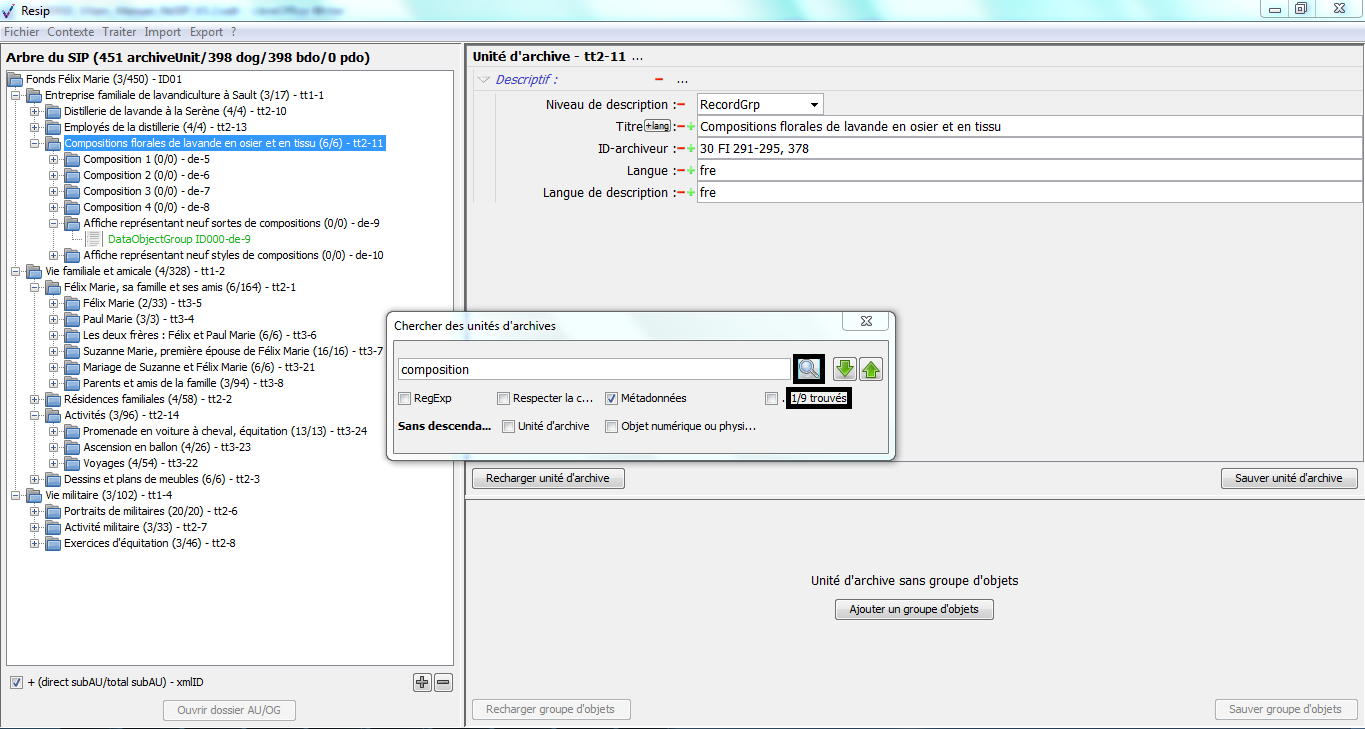 Resip
Fichier Contexte Traiter Import Export ?
Arbre du SIP (451 archiveUnit/398 dog/398 bdo/0 pdo)
Fonds Félix Marie (3/450) - ID01
Entreprise familiale de lavandiculture à Sault (3/17) - tt1-1
Distillerie de lavande à la Serène (4/4) - tt2-10
Employés de la distillerie (4/4) - tt2-13
Compositions florales de lavande en osier et en tissu (6/6) - tt2-11
Composition 1 (0/0) - de-5
Composition 2 (0/0) - de-6
Composition 3 (0/0) - de-7
Composition 4 (0/0) - de-8
Affiche représentant neuf sortes de compositions (0/0) - de-9
DataObjectGroup ID000-de-9
Affiche représentant neuf styles de compositions (0/0) - de-10
Vie familiale et amicale (4/328) - tt1-2
Félix Marie, sa famille et ses amis (6/164) - tt2-1
Félix Marie (2/33) - tt3-5
Paul Marie (3/3) - tt3-4
Les deux frères : Félix et Paul Marie (6/6) - tt3-6
Suzanne Marie, première épouse de Félix Marie (16/16) - tt3-7
Mariage de Suzanne et Félix Marie (6/6) - tt3-21
Parents et amis de la famille (3/94) - tt3-8
Résidences familiales (4/58) - tt2-2
Activités (3/96) - tt2-14
Promenade en voiture à cheval, équitation (13/13) - tt3-24
Ascension en ballon (4/26) - tt3-23
Voyages (4/54) - tt3-22
Dessins et plans de meubles (6/6) - tt2-3
Vie militaire (3/102) - tt1-4
Portraits de militaires (20/20) - tt2-6
Activité militaire (3/33) - tt2-7
Exercices d'équitation (3/46) - tt2-8
+ (direct subAU/total subAU) - xmlID
Ouvrir dossier AU/OG
Unité d'archive - tt2-11 ...
Descriptif : ...
Niveau de description : RecordGrp
Titre +lang : Compositions florales de lavande en osier et en tissu
ID-archiveur : 30 FI 291-295, 378
Langue : fre
Langue de description : fre
Chercher des unités d'archives
composition
RegExp Respecter la c... Métadonnées . 1/9 trouvés
Sans descenda... Unité d'archive Objet numérique ou physi...
Recharger unité d'archive Sauver unité d'archive
Unité d'archive sans groupe d'objets
Ajouter un groupe d'objets
Recharger groupe d'objets Sauver groupe d'objets